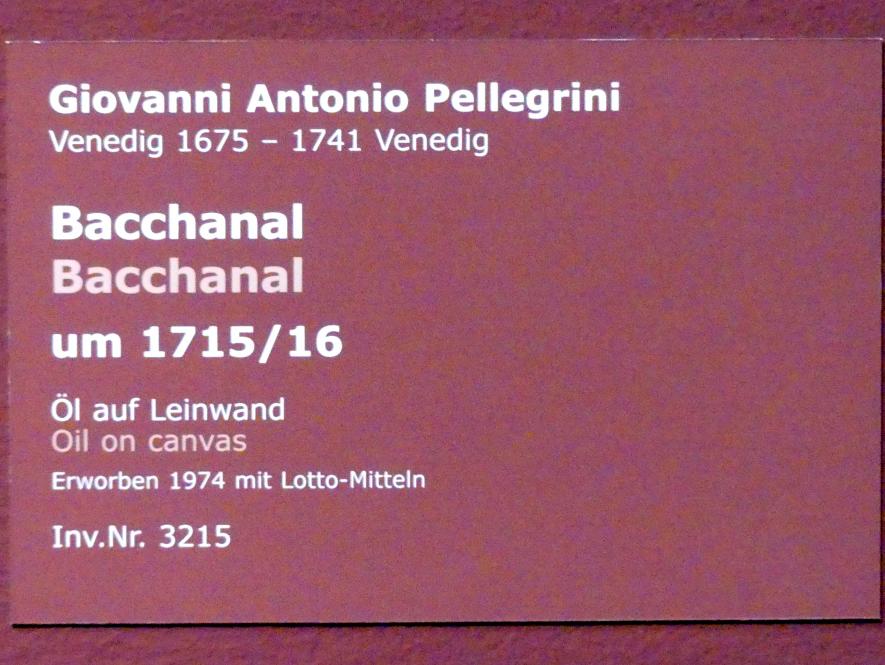 Giovanni Antonio Pellegrini
Venedig 1675 – 1741 Venedig
Bacchanal
Bacchanal
um 1715/16
Öl auf Leinwand
Oil on canvas
Erworben 1974 mit Lotto-Mitteln
Inv.Nr. 3215